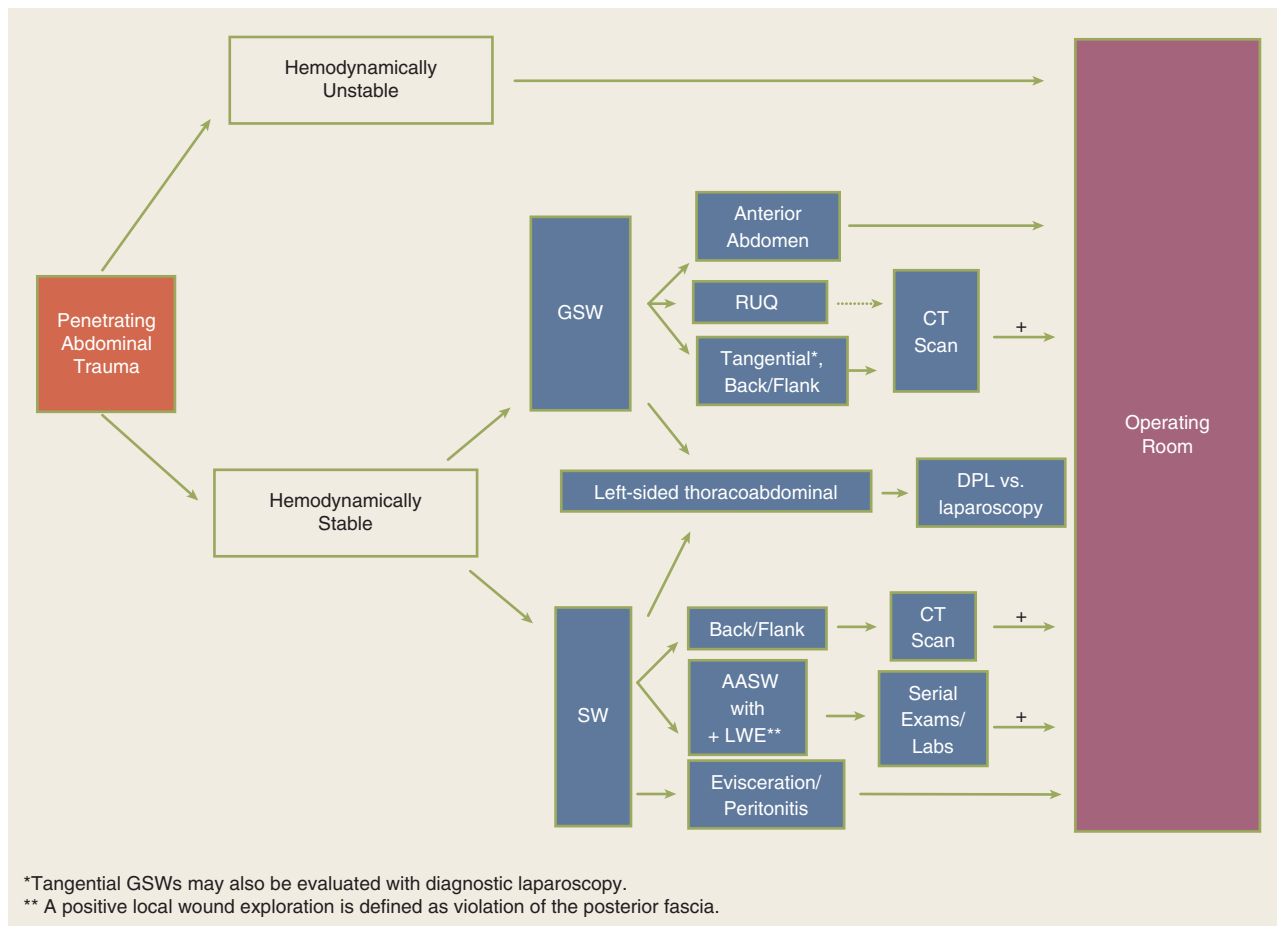 Hemodynamically
Unstable
Penetrating
Abdominal
Trauma
Hemodynamically
Stable
GSW
Anterior
Abdomen
RUQ
Tangential*,
Back/Flank
CT
Scan
+
Left-sided thoracoabdominal
DPL vs.
laparoscopy
SW
Back/Flank
CT
Scan
+
AASW
with
+ LWE**
Serial
Exams/
Labs
+
Evisceration/
Peritonitis
Operating
Room
*Tangential GSWs may also be evaluated with diagnostic laparoscopy.
** A positive local wound exploration is defined as violation of the posterior fascia.